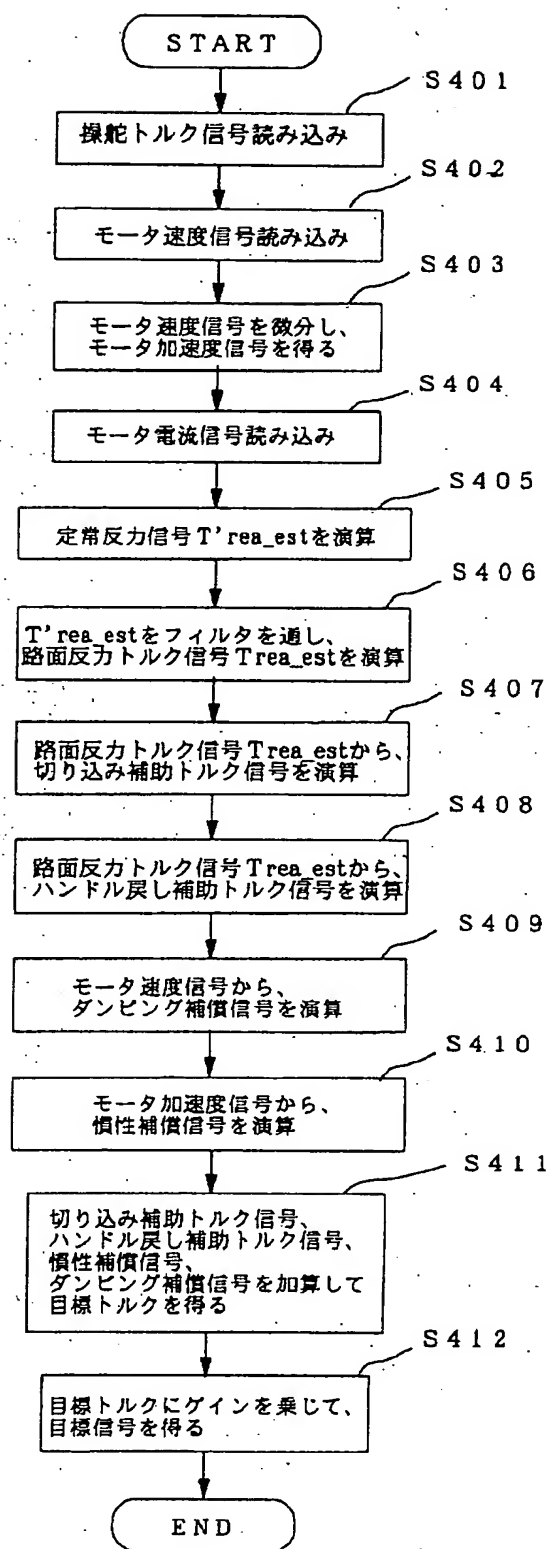 START
S401
操舵トルク信号読み込み
S402
モータ速度信号読み込み
S403
モータ速度信号を微分し、
モータ加速度信号を得る
S404
モータ電流信号読み込み
S405
定常反力信号T'rea_estを演算
S406
T'rea_estをフィルタを通し、
路面反力トルク信号Trea_estを演算
S407
路面反力トルク信号Trea_estから、
切り込み補助トルク信号を演算
S408
路面反力トルク信号Trea_estから、
ハンドル戻し補助トルク信号を演算
S409
モータ速度信号から、
ダンピング補償信号を演算
S410
モータ加速度信号から、
慣性補償信号を演算
S411
切り込み補助トルク信号、
ハンドル戻し補助トルク信号、
慣性補償信号、
ダンピング補償信号を加算して
目標トルクを得る
S412
目標トルクにゲインを乗じて、
目標信号を得る
END